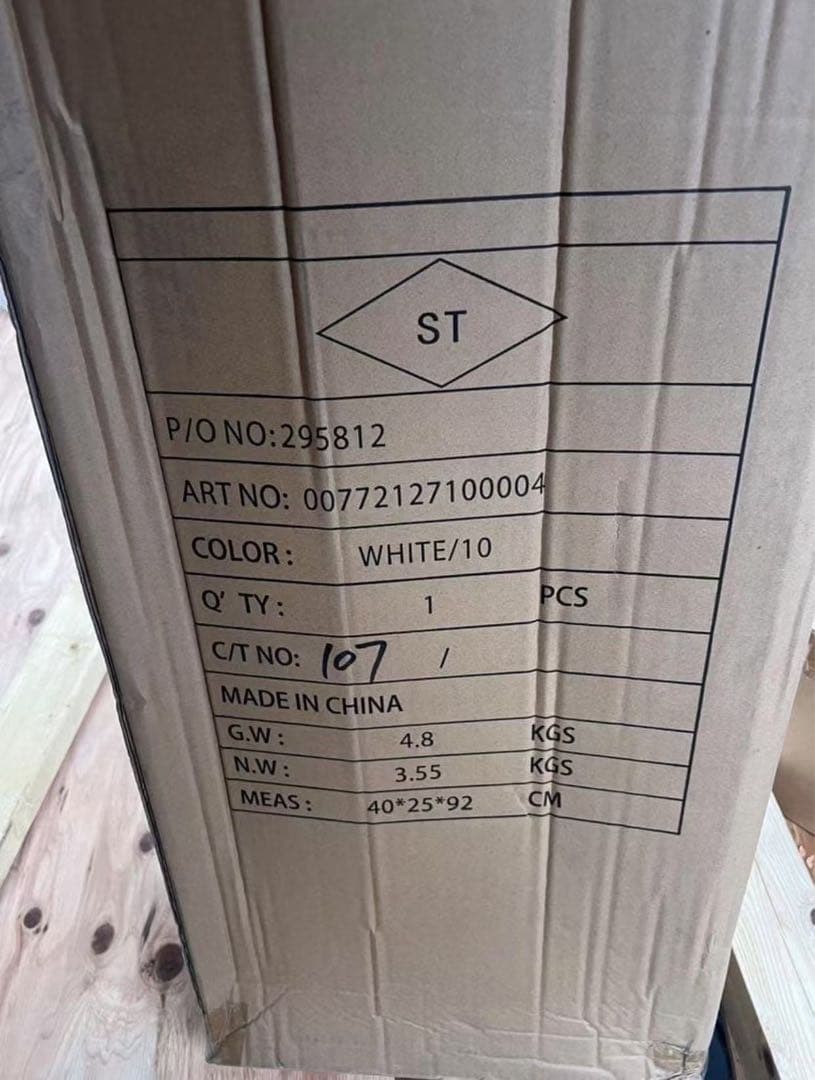 ST
P/O NO:295812
ART NO: 00772127100004
COLOR: WHITE/10
Q' TY: 1 PCS
C/T NO: 107 /
MADE IN CHINA
G.W: 4.8 KGS
N.W: 3.55 KGS
MEAS: 40*25*92 CM